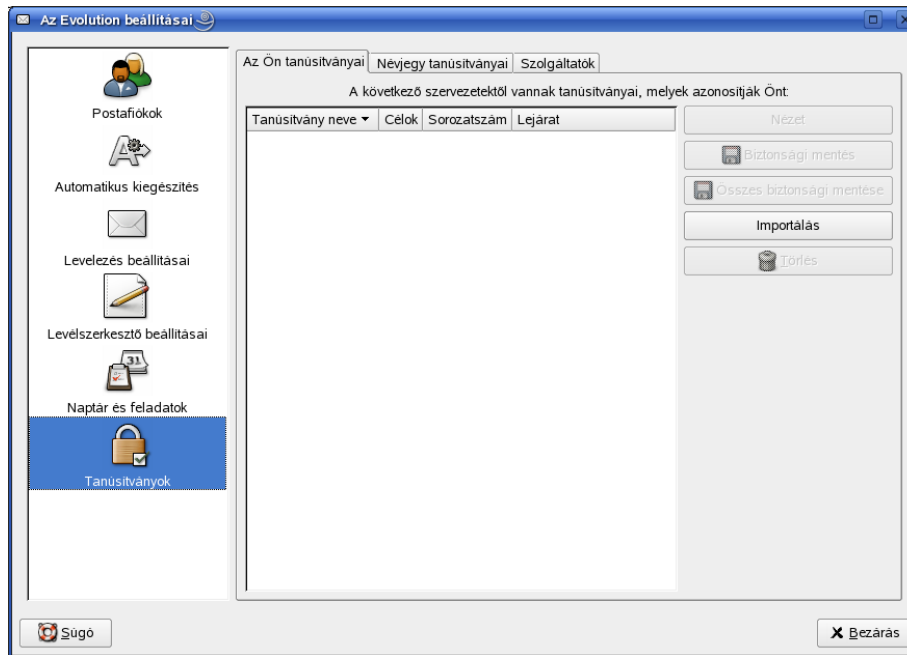 Az Evolution beállításai
Postafiókok
Automatikus kiegészítés
Levelezés beállításai
Levélszerkesztő beállításai
Naptár és feladatok
Tanúsítványok
Az Ön tanúsítványai Névjegy tanúsítványai Szolgáltatók
A következő szervezetektől vannak tanúsítványai, melyek azonosítják Önt:
Tanúsítvány neve Célok Sorozatszám Lejárat
Nézet
Biztonsági mentés
Összes biztonsági mentése
Importálás
Törlés
Súgó
Bezárás